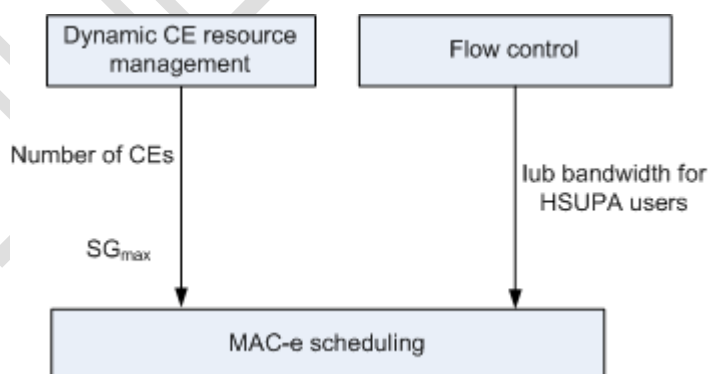 Dynamic CE resource
management
Flow control
Number of CEs
Iub bandwidth for
HSUPA users
SGmax
MAC-e scheduling